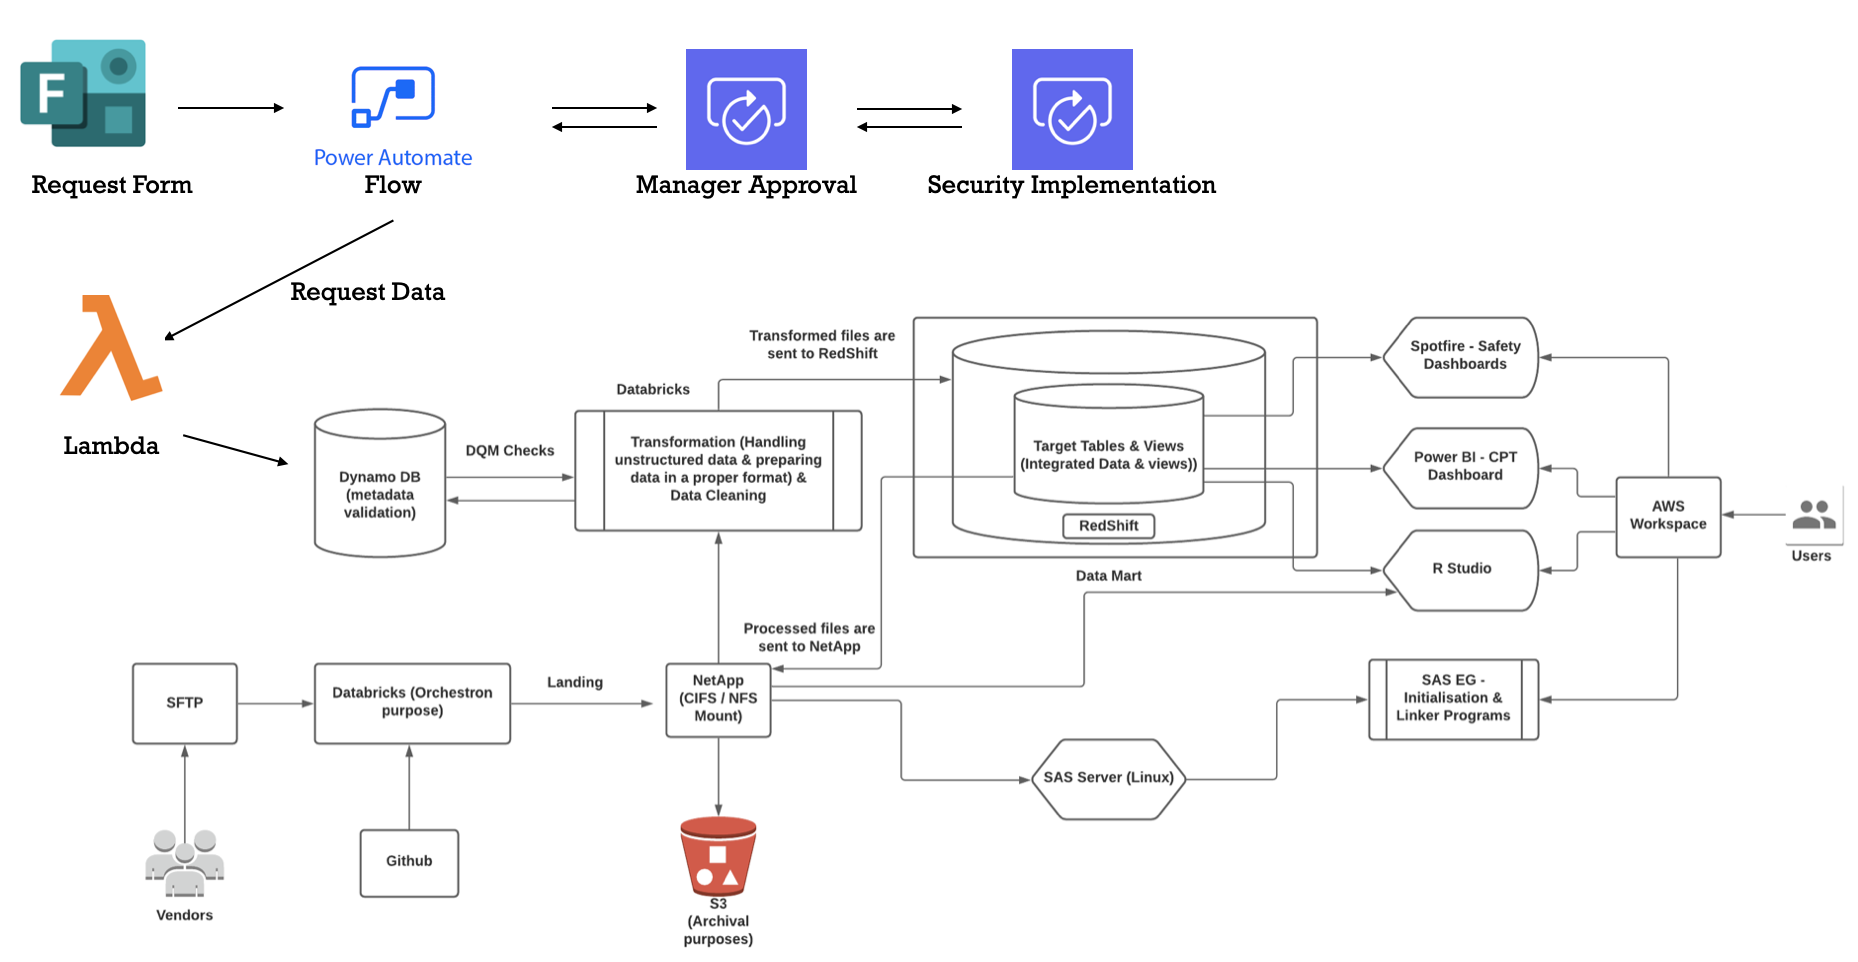 F
Power Automate
Request Form
Flow
Manager Approval
Security Implementation
Request Data
Lambda
Transformed files are
sent to RedShift
Databricks
DQM Checks
Dynamo DB
(metadata
validation)
Transformation (Handling
unstructured data & preparing
data in a proper format) &
Data Cleaning
Target Tables & Views
(Integrated Data & views))
RedShift
Data Mart
Spotfire - Safety
Dashboards
Power BI - CPT
Dashboard
R Studio
AWS
Workspace
Users
Processed files are
sent to NetApp
SFTP
Databricks (Orchestron
purpose)
Landing
NetApp
(CIFS / NFS
Mount)
SAS EG -
Initialisation &
Linker Programs
SAS Server (Linux)
Github
Vendors
S3
(Archival
purposes)